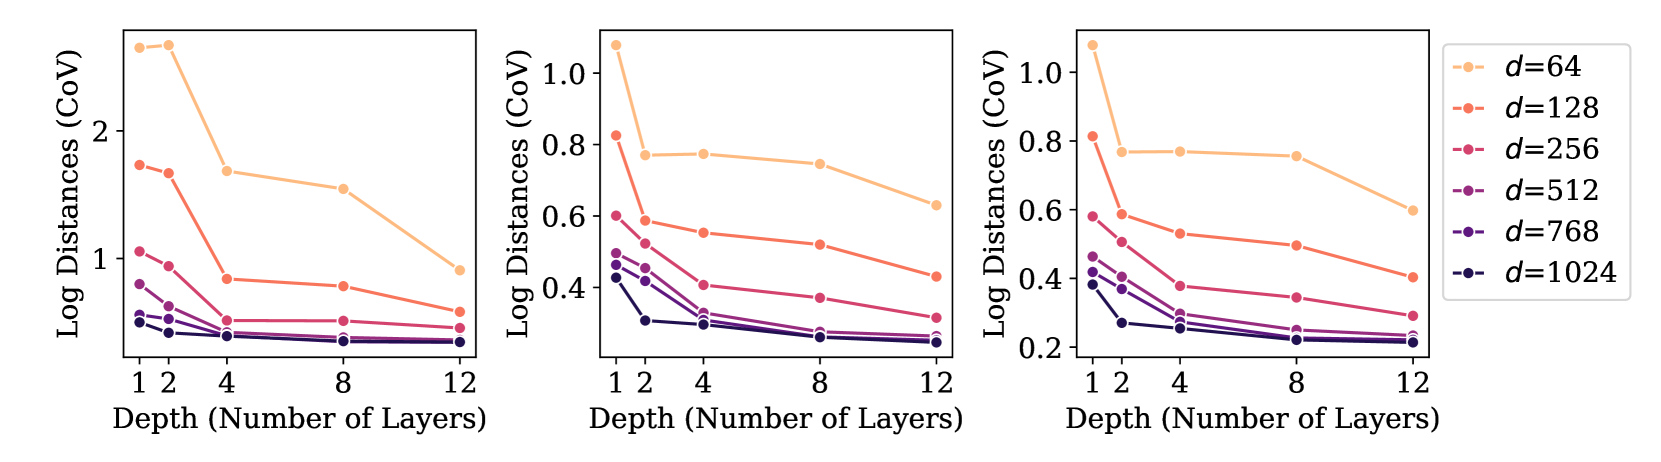 Log Distances (CoV)
2
1
1 2 4 8 12
Depth (Number of Layers)
Log Distances (CoV)
1.0
0.8
0.6
0.4
1 2 4 8 12
Depth (Number of Layers)
Log Distances (CoV)
1.0
0.8
0.6
0.4
0.2
1 2 4 8 12
Depth (Number of Layers)
d=64
d=128
d=256
d=512
d=768
d=1024